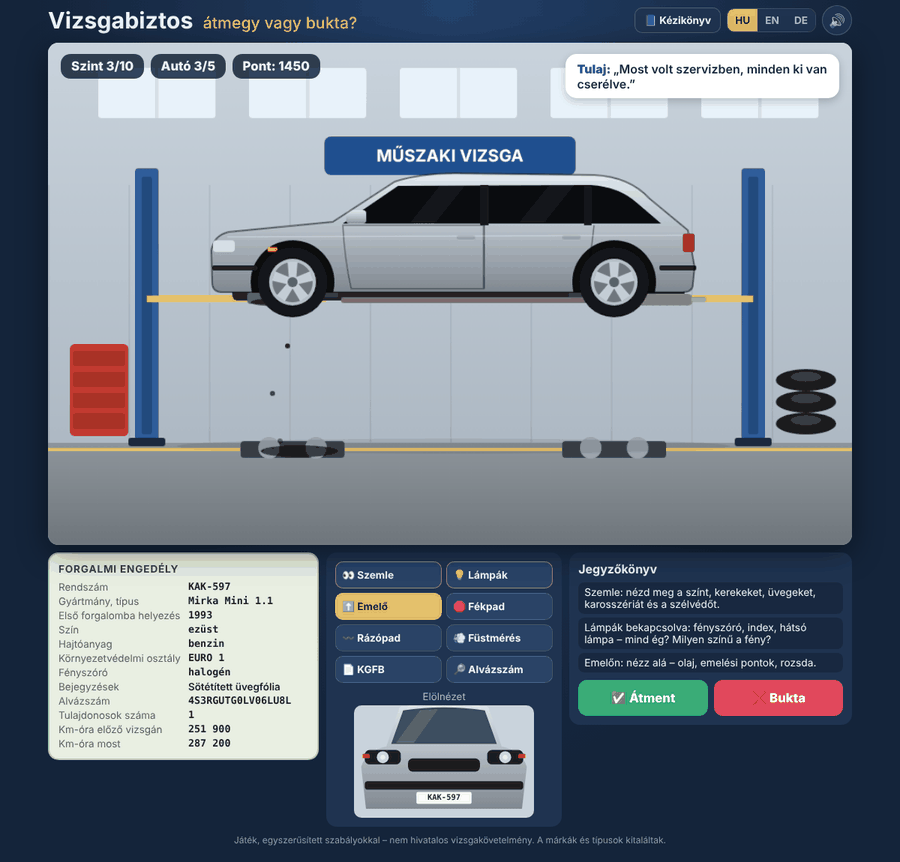 Vizsgabiztos átmegy vagy bukta?
Kézikönyv HU EN DE
Szint 3/10 Autó 3/5 Pont: 1450
Tulaj: „Most volt szervizben, minden ki van
cserélve.”
MŰSZAKI VIZSGA
FORGALMI ENGEDÉLY
Rendszám KAK-597
Gyártmány, típus Mirka Mini 1.1
Első forgalomba helyezés 1993
Szín ezüst
Hajtóanyag benzin
Környezetvédelmi osztály EURO 1
Fényszóró halogén
Bejegyzések Sötétített üvegfólia
Alvázszám 4S3RGUTG0LV06LU8L
Tulajdonosok száma 1
Km-óra előző vizsgán 251 900
Km-óra most 287 200
Szemle Lámpák
Emelő Fékpad
Rázópad Füstmérés
KGFB Alvázszám
Elölnézet
KAK-597
Jegyzőkönyv
Szemle: nézd meg a színt, kerekeket, üvegeket,
karosszériát és a szélvédőt.
Lámpák bekapcsolva: fényszóró, index, hátsó
lámpa – mind ég? Milyen színű a fény?
Emelőn: nézz alá – olaj, emelési pontok, rozsda.
Átment Bukta
Játék, egyszerűsített szabályokkal – nem hivatalos vizsgakövetelmény. A márkák és típusok kitaláltak.